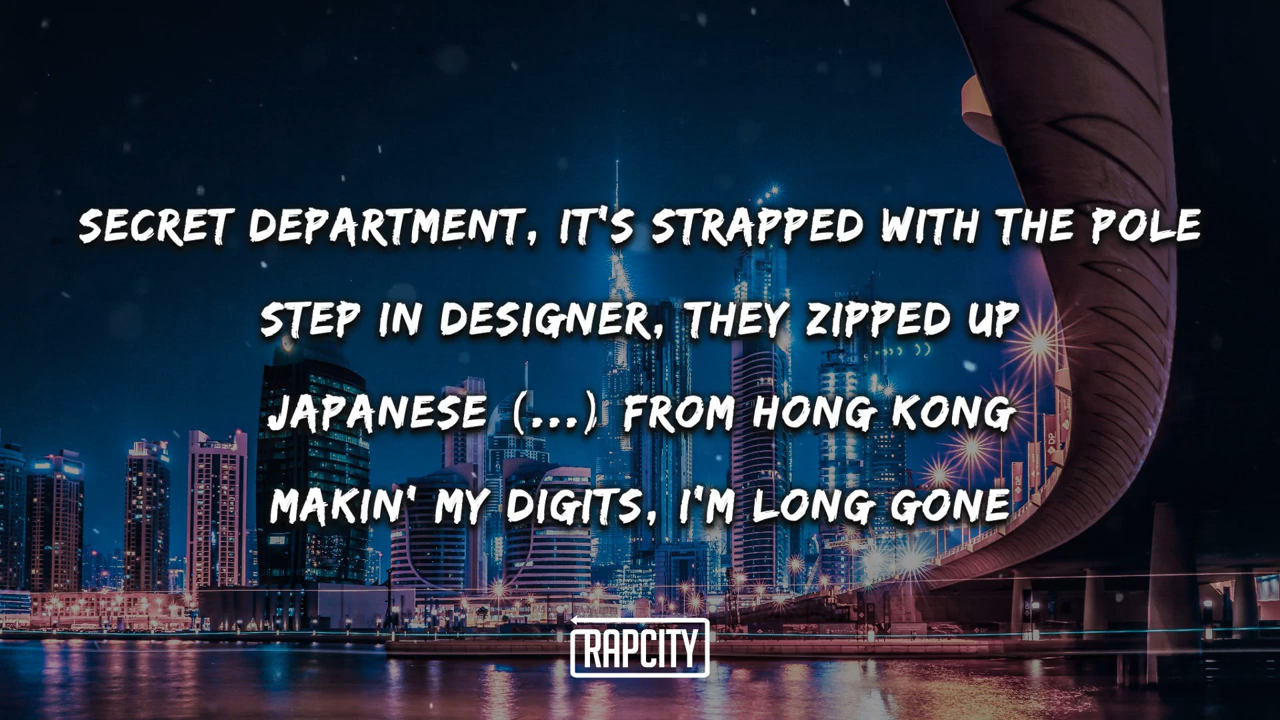 SECRET DEPARTMENT, IT'S STRAPPED WITH THE POLE
STEP IN DESIGNER, THEY ZIPPED UP
JAPANESE (...) FROM HONG KONG
MAKIN' MY DIGITS, I'M LONG GONE
RAPCITY